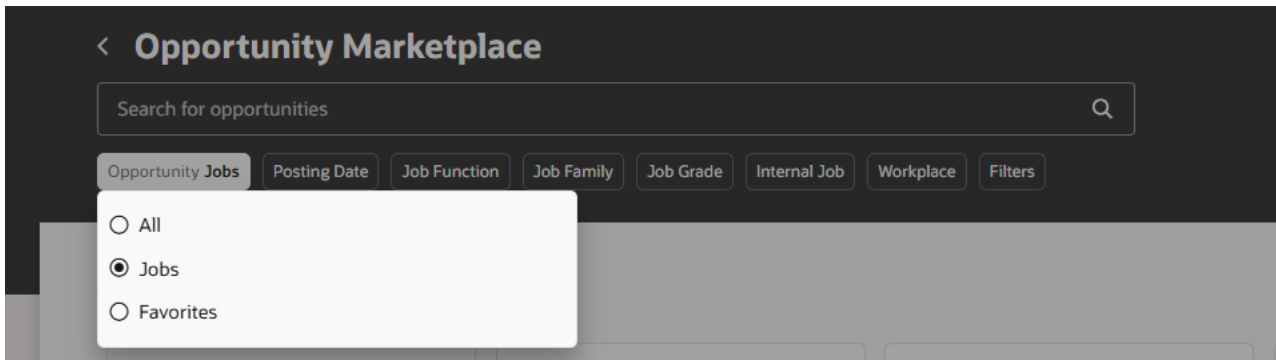 Opportunity Marketplace
Search for opportunities
Opportunity Jobs Posting Date Job Function Job Family Job Grade Internal Job Workplace Filters
All
Jobs
Favorites